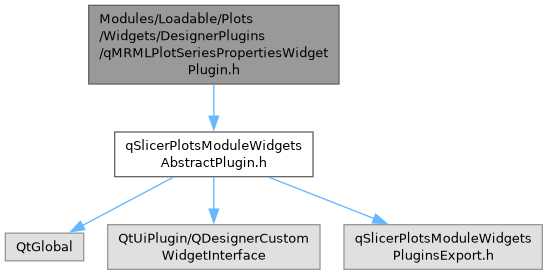 Modules/Loadable/Plots
/Widgets/DesignerPlugins
/qMRMLPlotSeriesPropertiesWidget
Plugin.h
qSlicerPlotsModuleWidgets
AbstractPlugin.h
QtGlobal
QtUiPlugin/QDesignerCustom
WidgetInterface
qSlicerPlotsModuleWidgets
PluginsExport.h